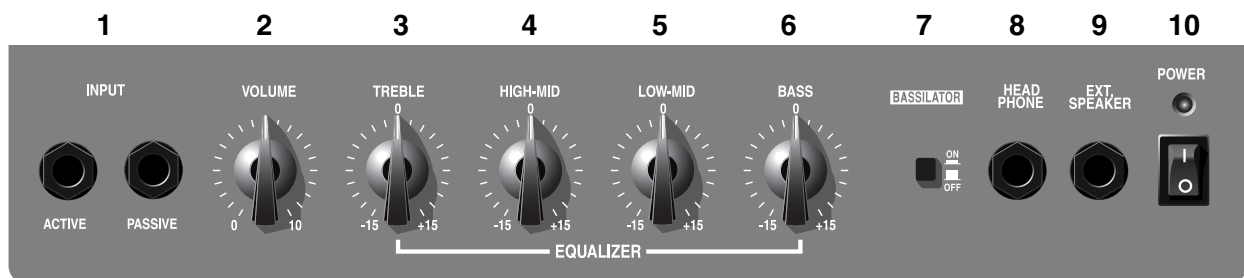 1 2 3 4 5 6 7 8 9 10
INPUT
ACTIVE PASSIVE
VOLUME
0 10
TREBLE
0
-15 +15
HIGH-MID
0
-15 +15
LOW-MID
0
-15 +15
BASS
0
-15 +15
EQUALIZER
BASSILATOR
ON
OFF
HEAD
PHONE
EXT.
SPEAKER
POWER
I
O